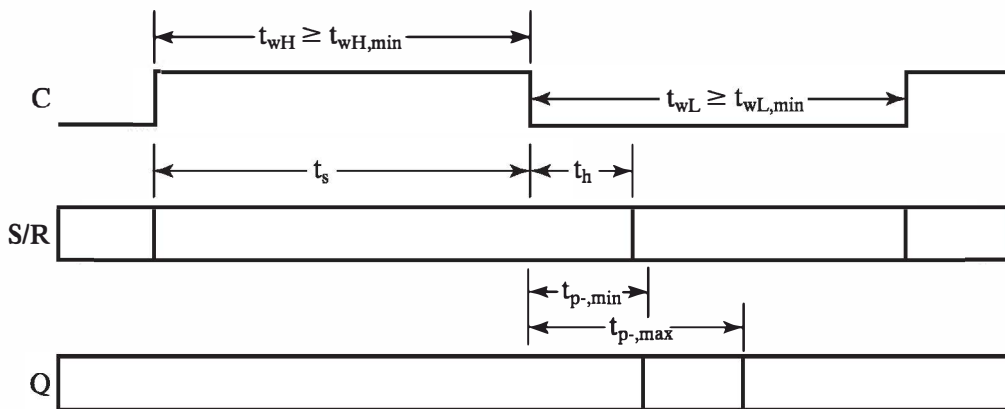 t_wH ≥ t_wH,min
C
t_wL ≥ t_wL,min
t_s
t_h
S/R
t_p-,min
t_p-,max
Q